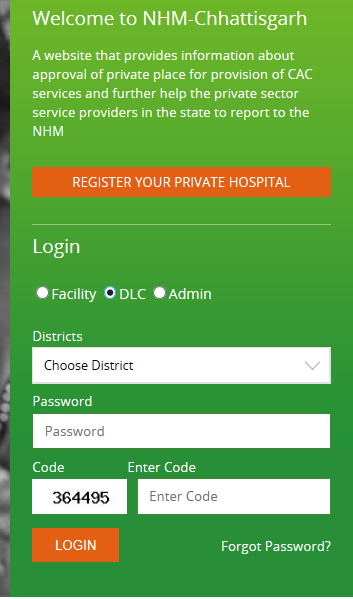 Welcome to NHM-Chhattisgarh
A website that provides information about
approval of private place for provision of CAC
services and further help the private sector
service providers in the state to report to the
NHM
REGISTER YOUR PRIVATE HOSPITAL
Login
Facility DLC Admin
Districts
Choose District
Password
Password
Code Enter Code
364495 Enter Code
LOGIN Forgot Password?